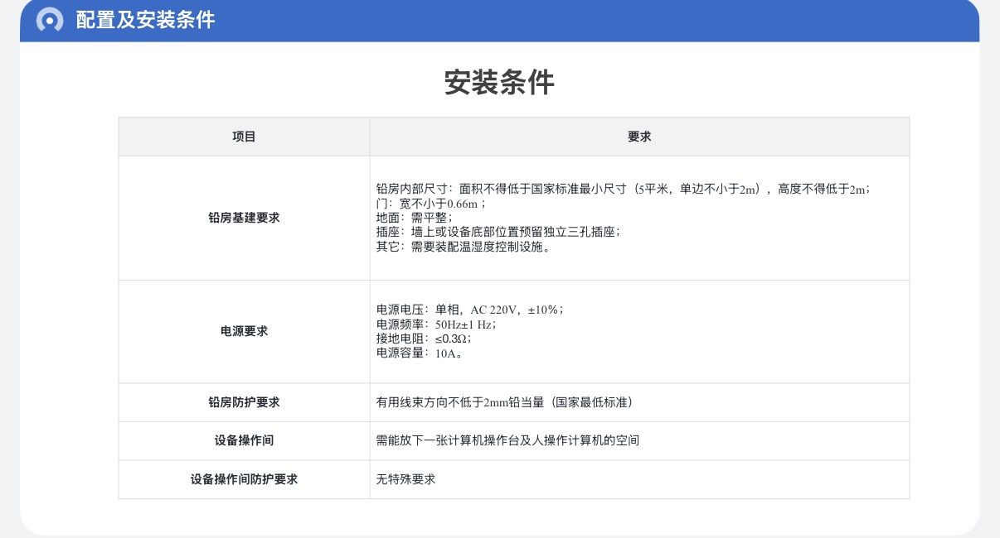 配置及安装条件
安装条件
项目
要求
铅房基建要求
铅房内部尺寸：面积不得低于国家标准最小尺寸（5平米，单边不小于2m），高度不得低于2m；
门：宽不小于0.66m；
地面：需平整；
插座：墙上或设备底部位置预留独立三孔插座；
其它：需要装配温湿度控制设施。
电源要求
电源电压：单相，AC 220V，±10%；
电源频率：50Hz±1 Hz；
接地电阻：≤0.3Ω；
电源容量：10A。
铅房防护要求
有用线束方向不低于2mm铅当量（国家最低标准）
设备操作间
需能放下一张计算机操作台及人操作计算机的空间
设备操作间防护要求
无特殊要求